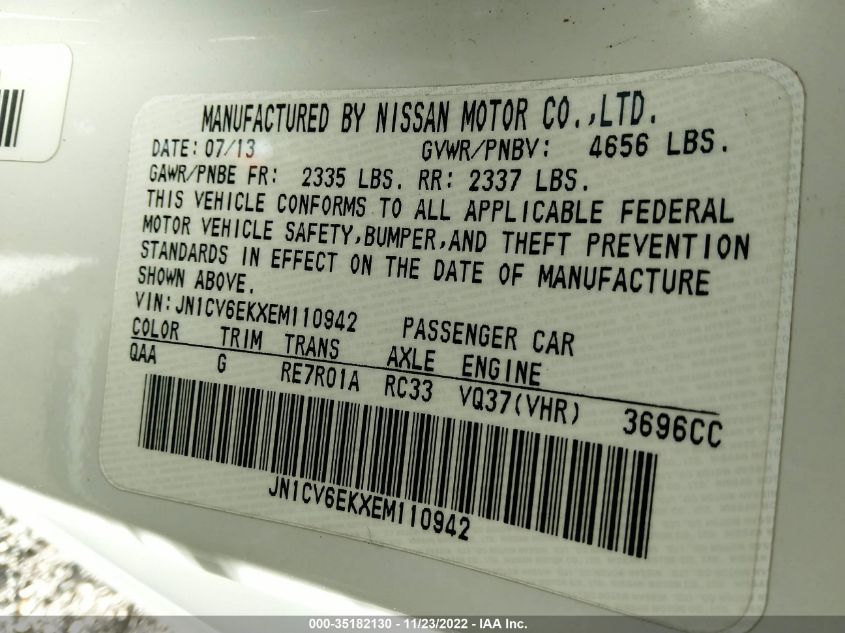 MANUFACTURED BY NISSAN MOTOR CO.,LTD.
DATE: 07/13 GVWR/PNBV: 4656 LBS.
GAWR/PNBE FR: 2335 LBS. RR: 2337 LBS.
THIS VEHICLE CONFORMS TO ALL APPLICABLE FEDERAL
MOTOR VEHICLE SAFETY,BUMPER,AND THEFT PREVENTION
STANDARDS IN EFFECT ON THE DATE OF MANUFACTURE
SHOWN ABOVE.
VIN:JN1CV6EKXEM110942 PASSENGER CAR
COLOR TRIM TRANS AXLE ENGINE
QAA G RE7R01A RC33 VQ37(VHR) 3696CC
JN1CV6EKXEM110942
000-35182130 - 11/23/2022 - IAA Inc.